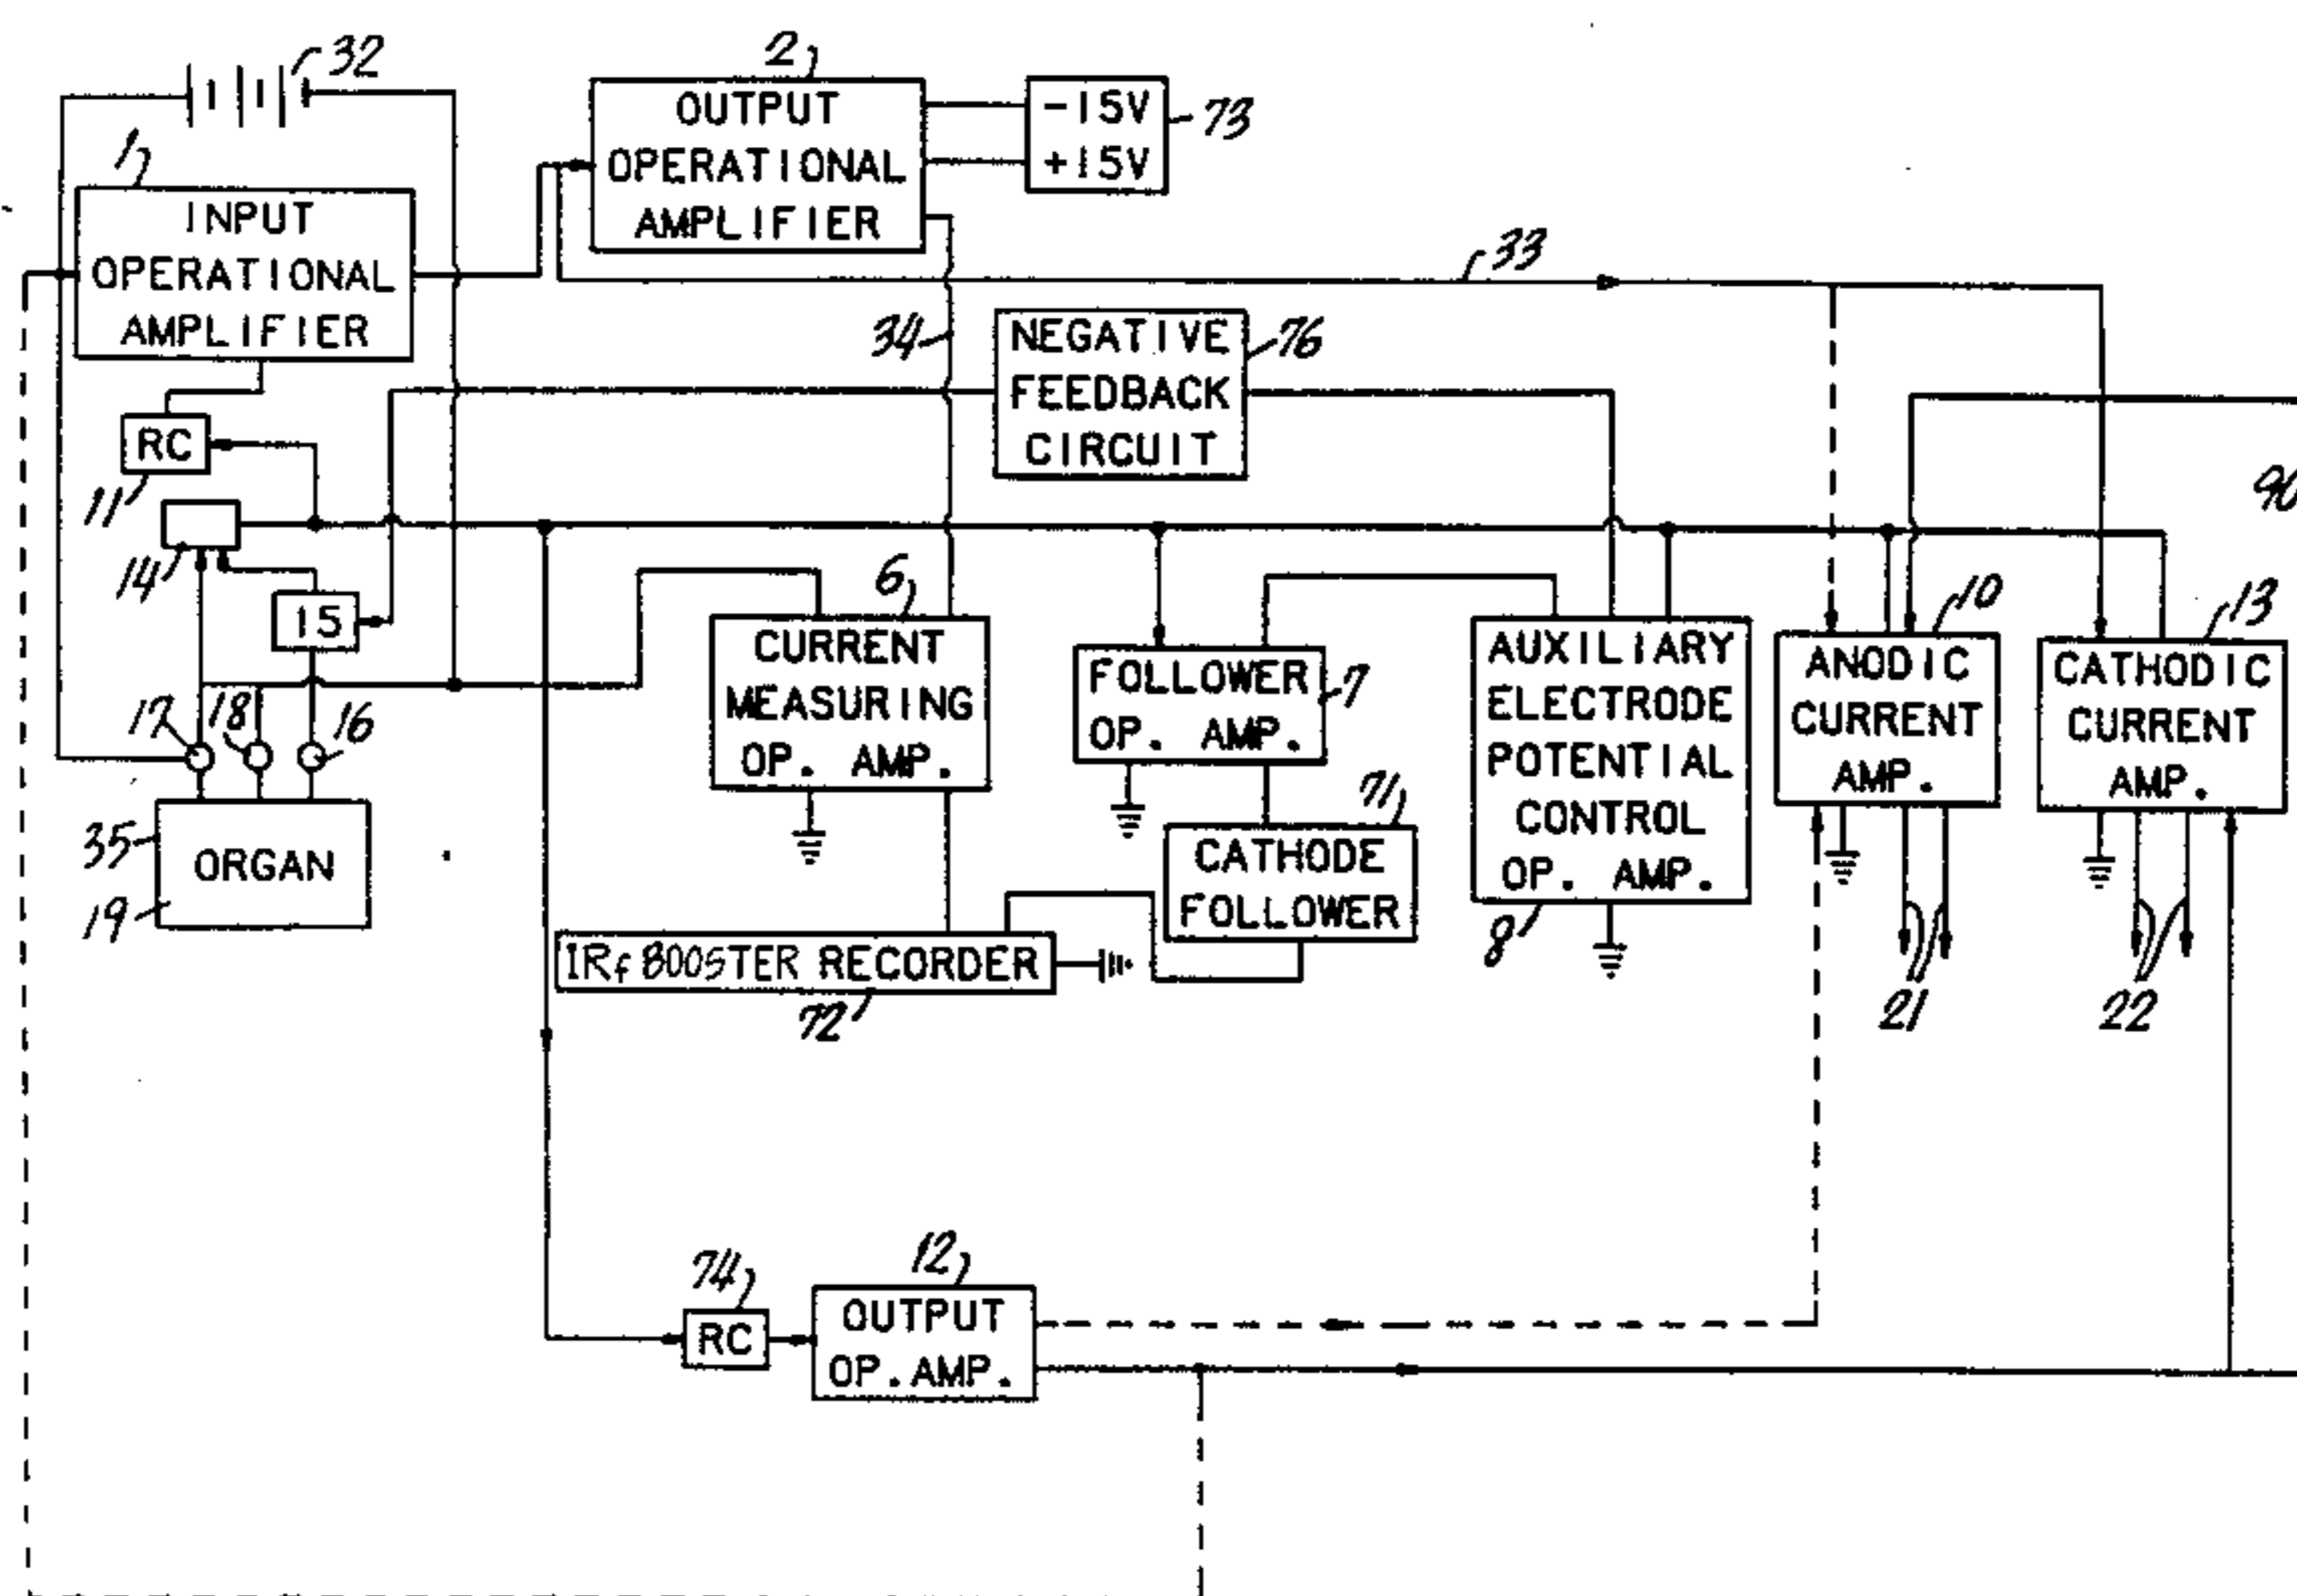 32
2
OUTPUT
OPERATIONAL
AMPLIFIER
-15V
+15V
73
1
INPUT
OPERATIONAL
AMPLIFIER
33
34
NEGATIVE
FEEDBACK
CIRCUIT
76
RC
11
90
14
15
6
CURRENT
MEASURING
OP. AMP.
FOLLOWER
OP. AMP.
7
AUXILIARY
ELECTRODE
POTENTIAL
CONTROL
OP. AMP.
8
10
ANODIC
CURRENT
AMP.
13
CATHODIC
CURRENT
AMP.
17
18
16
35
ORGAN
19
71
CATHODE
FOLLOWER
IRf BOOSTER RECORDER
72
21
22
74
RC
12
OUTPUT
OP. AMP.